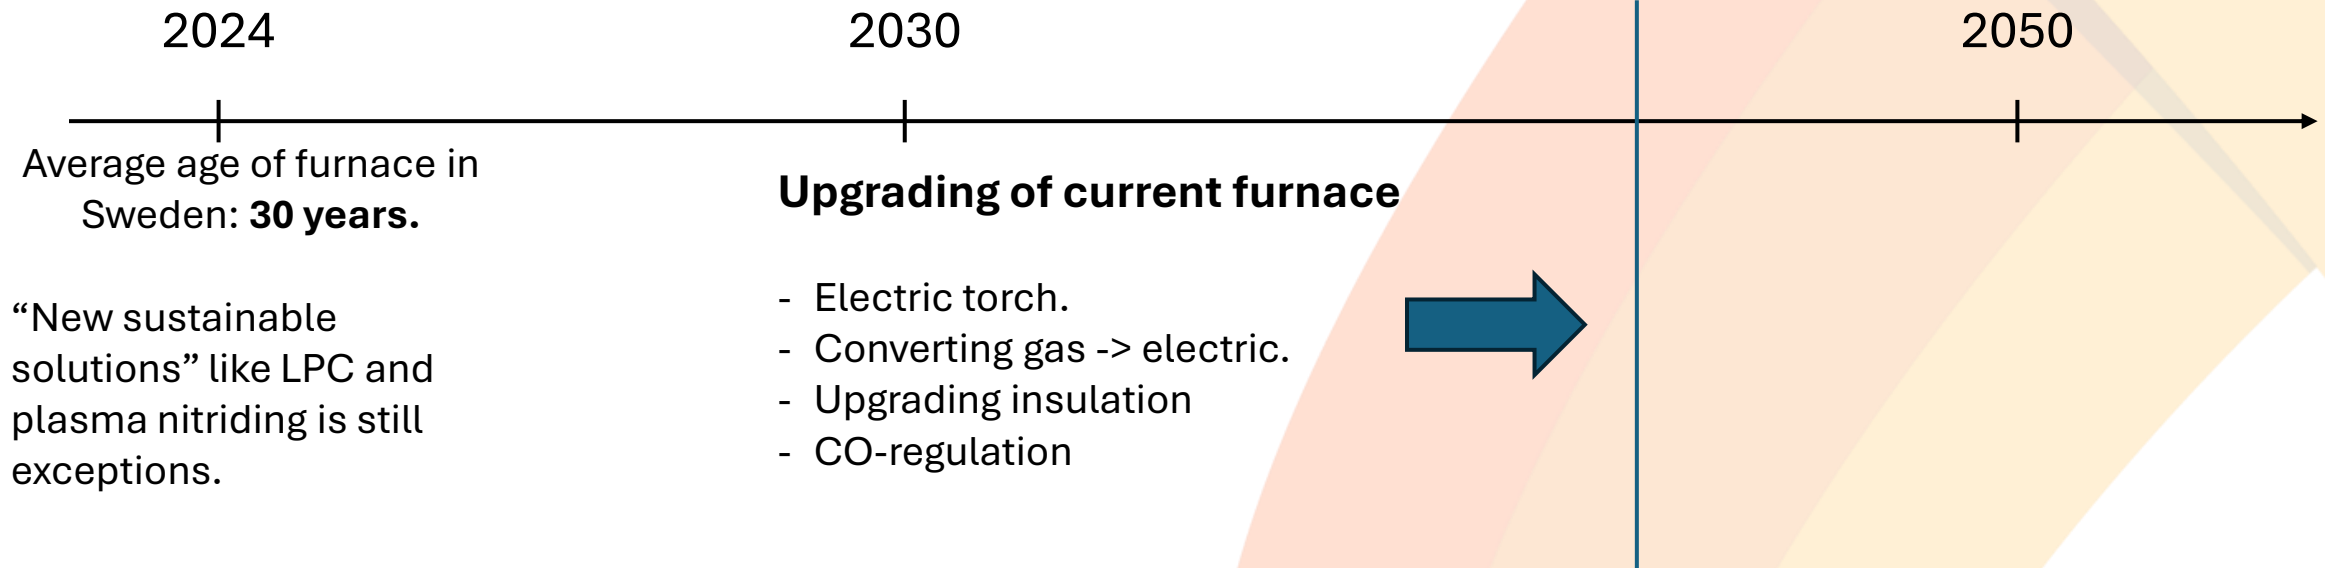 2024
2030
2050
Average age of furnace in
Sweden: 30 years.
“New sustainable
solutions” like LPC and
plasma nitriding is still
exceptions.
Upgrading of current furnace
- Electric torch.
- Converting gas -> electric.
- Upgrading insulation
- CO-regulation